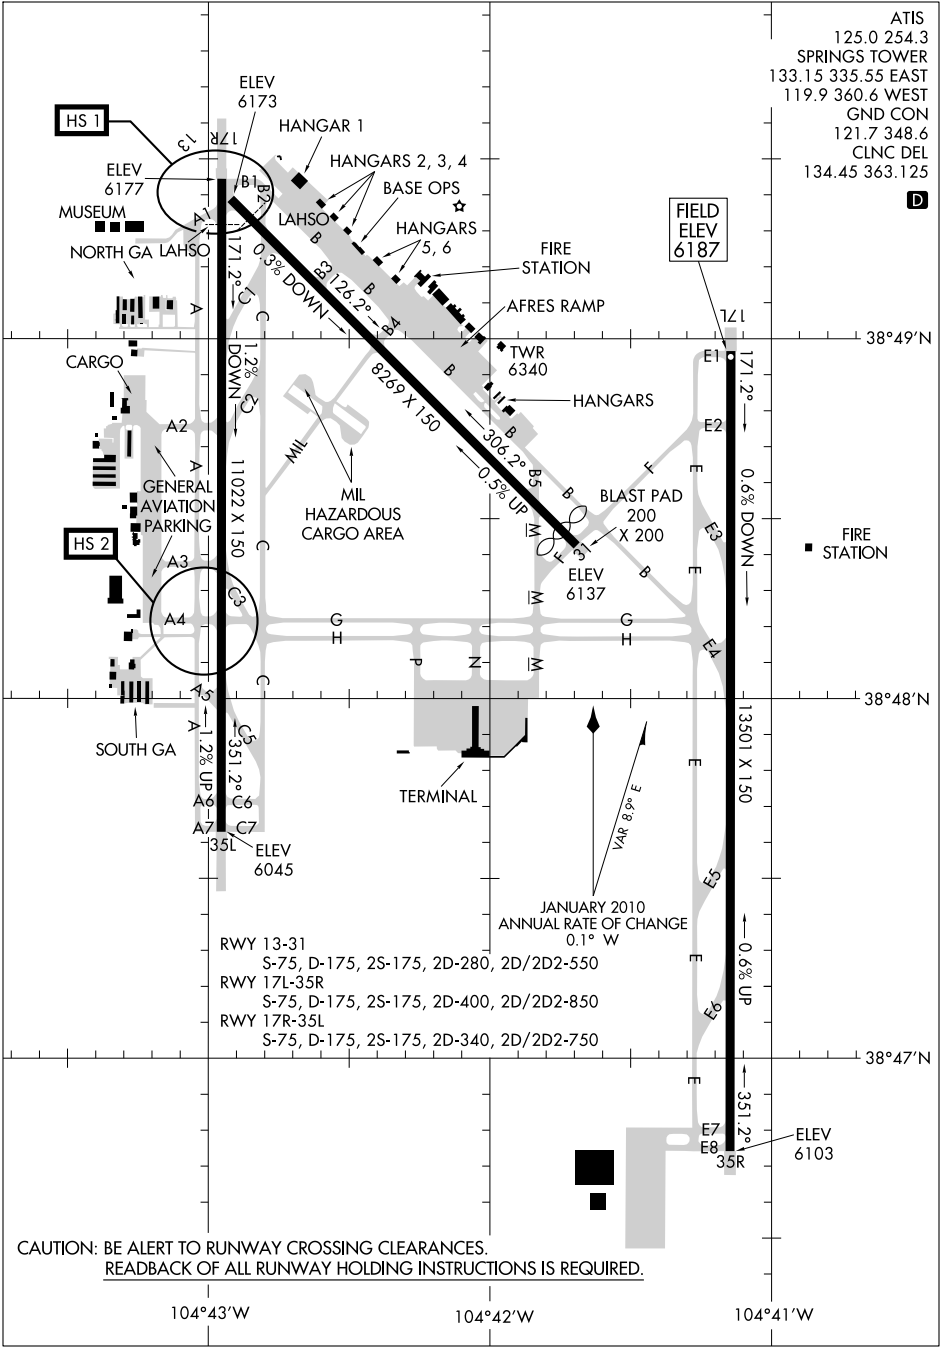 ATIS
125.0 254.3
SPRINGS TOWER
133.15 335.55 EAST
119.9 360.6 WEST
GND CON
121.7 348.6
CLNC DEL
134.45 363.125
D
ELEV
6173
HS 1
13
17R
HANGAR 1
ELEV
6177
HANGARS 2, 3, 4
BASE OPS
B1
B2
MUSEUM
A1
LAHSO
LAHSO
HANGARS
5, 6
FIELD
ELEV
6187
NORTH GA
171.2°
0.3% DOWN
B
B3
126.2°
B
FIRE
STATION
A
C1
C
B4
AFRES RAMP
17L
38°49'N
CARGO
1.2%
DOWN
8269 X 150
B
TWR
6340
E1
171.2°
C2
HANGARS
A2
306.2°
B
E2
MIL
A
11022 X 150
0.5% UP
B5
F
E
0.6% DOWN
GENERAL
AVIATION
PARKING
MIL
HAZARDOUS
CARGO AREA
B
BLAST PAD
200
X 200
M
E3
FIRE
STATION
HS 2
C
31
F
A3
ELEV
6137
B
E
C3
M
A4
G
G
H
H
E4
P
N
M
C
A5
38°48'N
A
C5
351.2°
1.2% UP
SOUTH GA
13501 X 150
E
TERMINAL
A6
C6
VAR 8.9° E
A7
C7
35L
ELEV
6045
E5
JANUARY 2010
ANNUAL RATE OF CHANGE
0.1° W
RWY 13-31
S-75, D-175, 2S-175, 2D-280, 2D/2D2-550
RWY 17L-35R
S-75, D-175, 2S-175, 2D-400, 2D/2D2-850
RWY 17R-35L
S-75, D-175, 2S-175, 2D-340, 2D/2D2-750
E
0.6% UP
E6
38°47'N
E
351.2°
E7
E8
35R
ELEV
6103
CAUTION: BE ALERT TO RUNWAY CROSSING CLEARANCES.
READBACK OF ALL RUNWAY HOLDING INSTRUCTIONS IS REQUIRED.
104°43'W
104°42'W
104°41'W